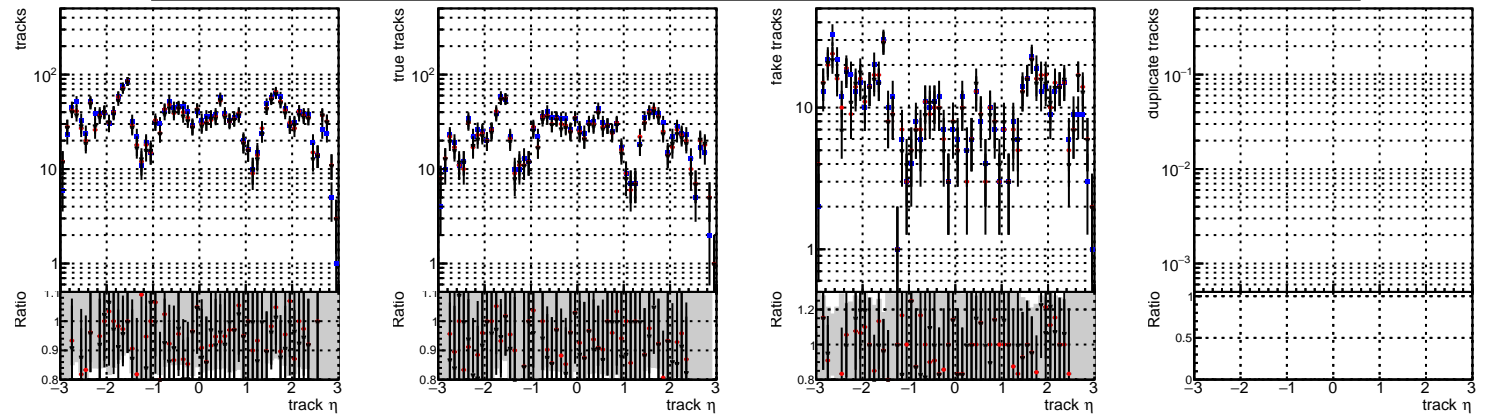 tracks
10²
10
1
Ratio
1.1
1
0.9
0.8
−3 −2 −1 0 1 2 3
track η
true tracks
10²
10
1
Ratio
1.1
1
0.9
0.8
−3 −2 −1 0 1 2 3
track η
fake tracks
10
1
Ratio
1.2
1
0.8
−3 −2 −1 0 1 2 3
track η
duplicate tracks
10⁻¹
10⁻²
10⁻³
Ratio
1
0.5
0
−3 −2 −1 0 1 2 3
track η